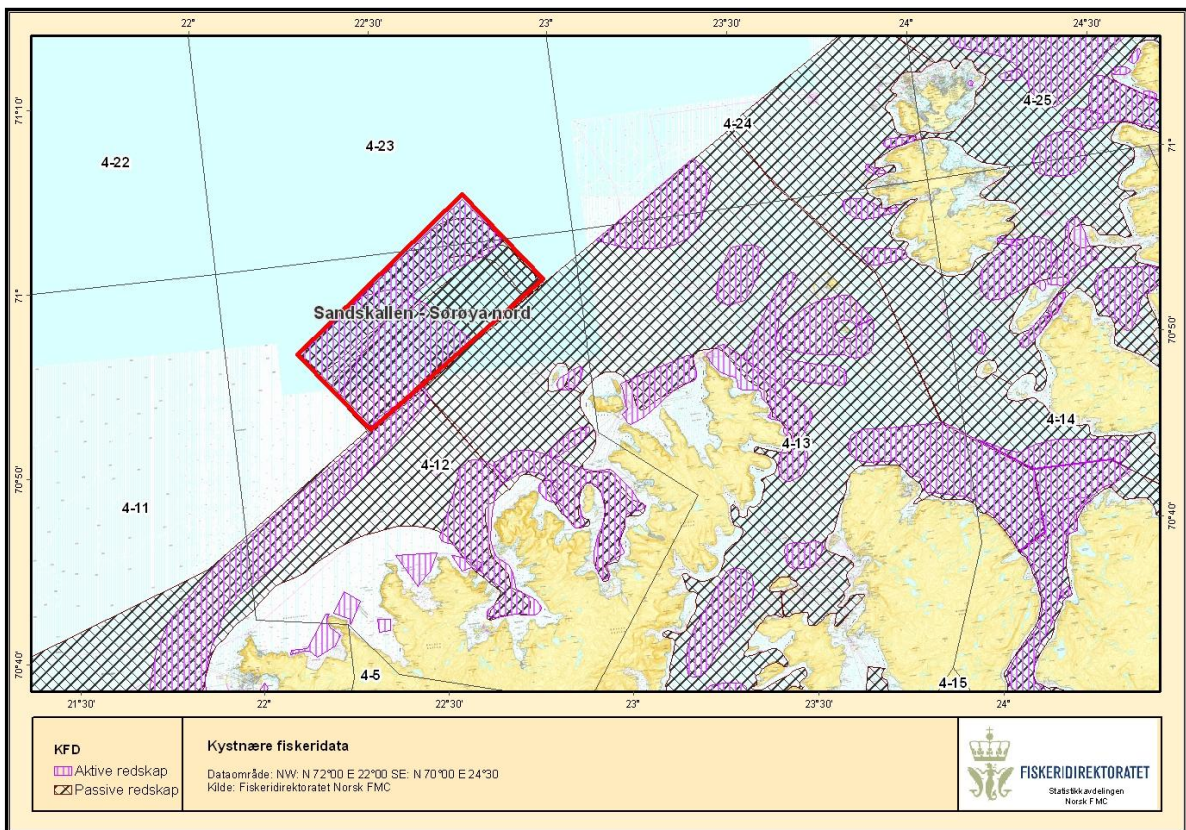 22° 22°30' 23° 23°30' 24° 24°30'
71°10'
71°
70°50'
70°40'
71°
70°50'
70°40'
4-25
4-24
4-23
4-22
Sandskallen - Sørøya nord
4-14
4-13
4-12
4-11
4-5
4-15
21°30' 22° 22°30' 23° 23°30' 24°
KFD
Aktive redskap
Passive redskap
Kystnære fiskeridata
Dataområde: NW: N 72°00 E 22°00 SE: N 70°00 E 24°30
Kilde: Fiskeridirektoratet Norsk FMC
FISKERIDIREKTORATET
Statistikkavdelingen
Norsk FMC